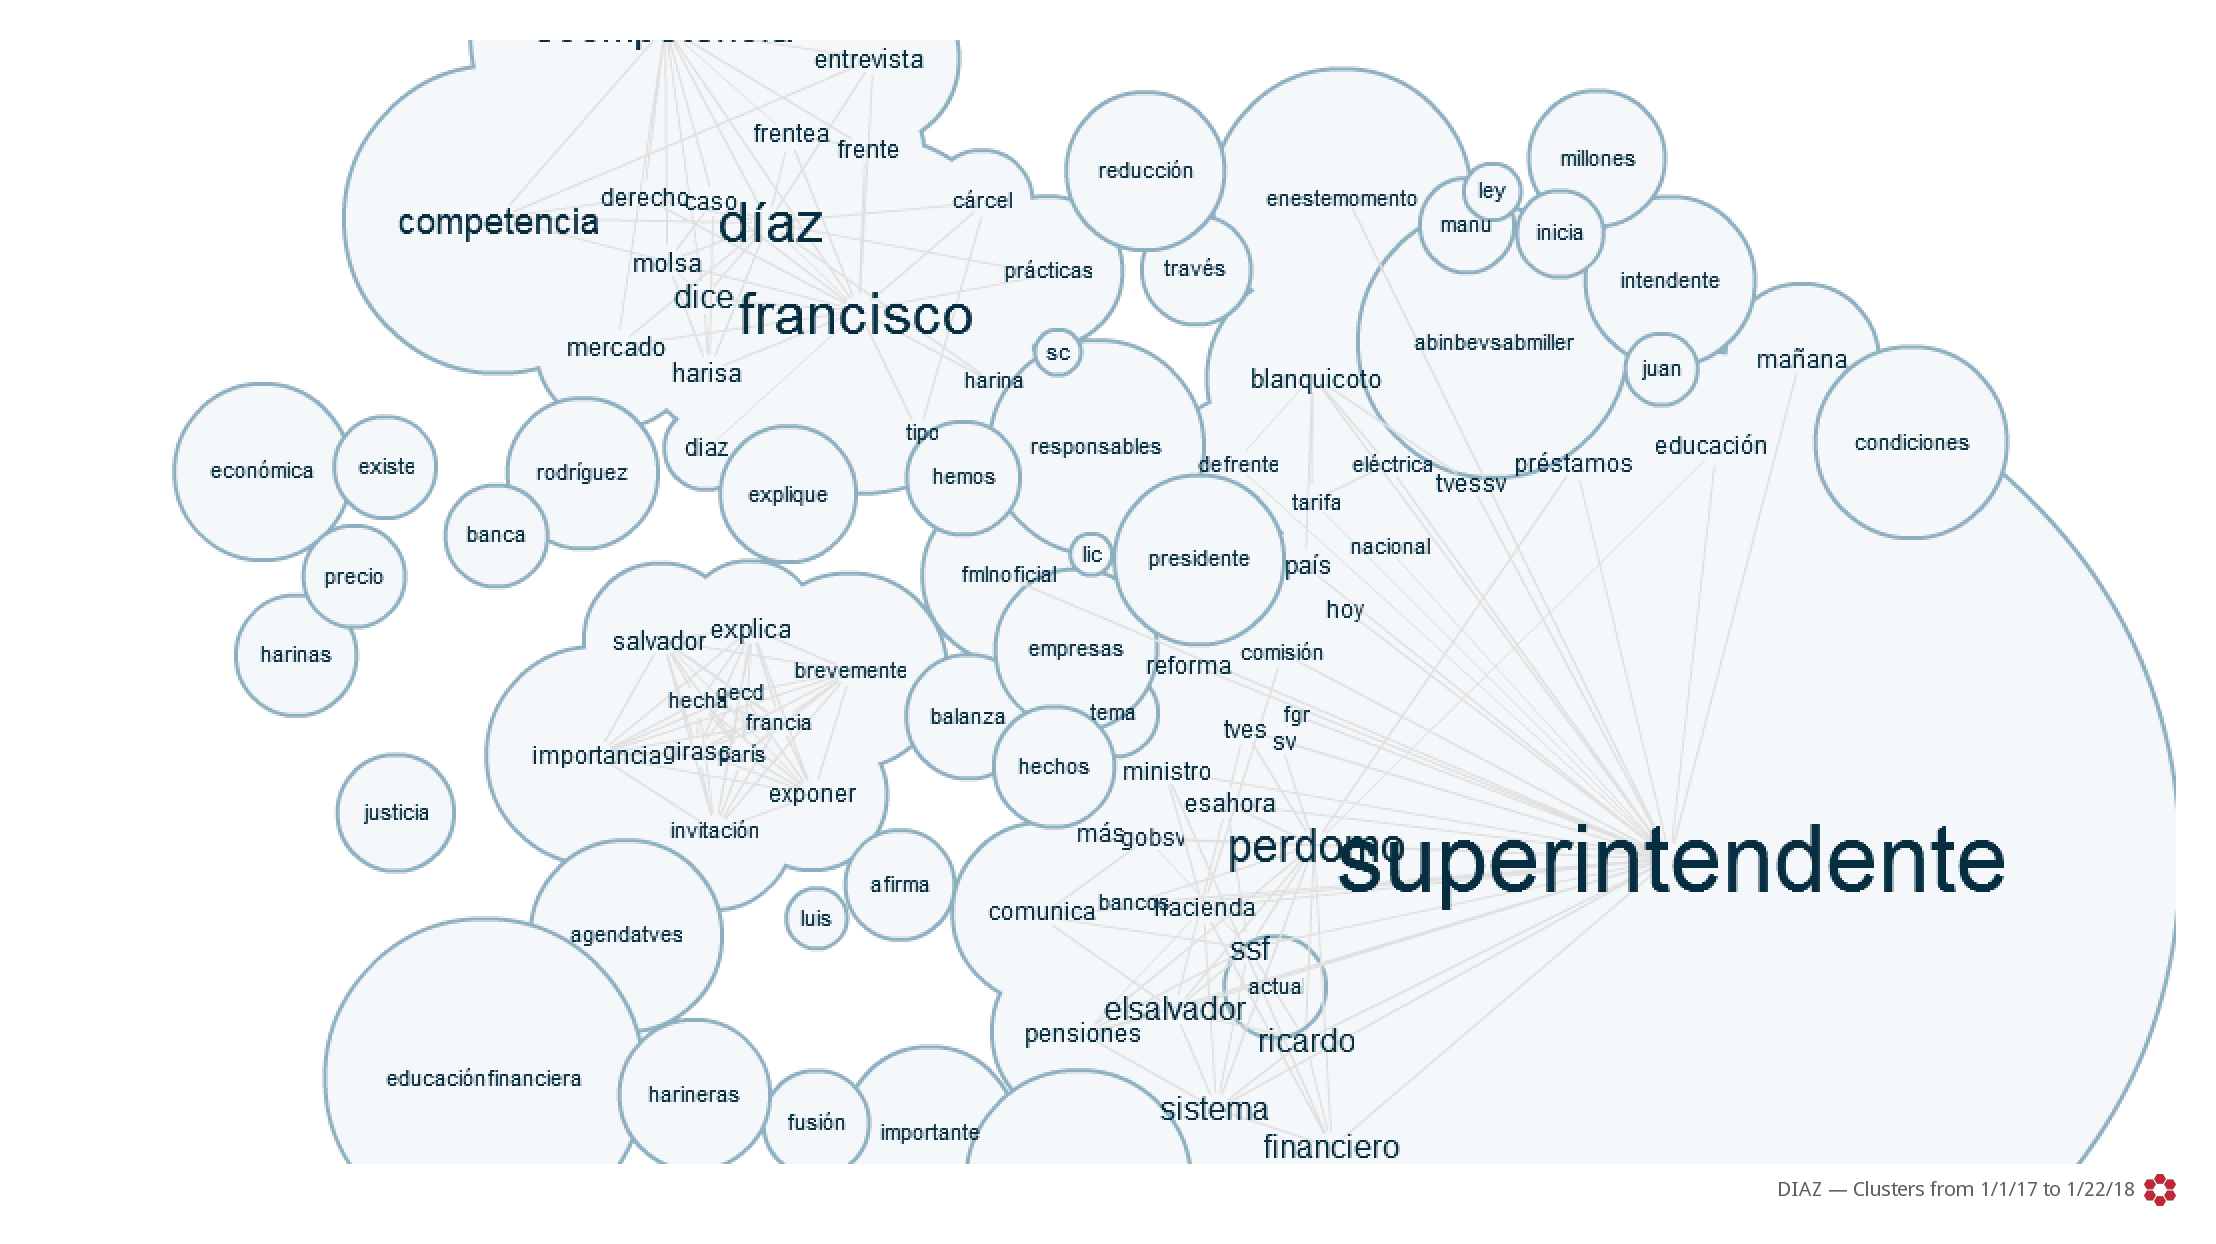 entrevista
frentea
frente
reducción
millones
derecho
caso
díaz
cárcel
enestemomento
ley
manu
inicia
competencia
molsa
prácticas
través
intendente
dice
francisco
mercado
harisa
sc
harina
abinbevsabmiller
juan
mañana
blanquicoto
diaz
tipo
responsables
educación
condiciones
económica
existe
rodríguez
explique
hemos
defrente
eléctrica
préstamos
tvessv
tarifa
banca
presidente
nacional
lic
país
precio
fmlnoficial
hoy
harinas
salvador
explica
brevemente
empresas
reforma
comisión
hecha
oecd
francia
balanza
tema
fgr
tves
sv
importancia
girasc
parís
exponer
hechos
ministro
esahora
justicia
invitación
más
gobsv
perdomo
superintendente
afirma
luis
comunica
bancos
hacienda
agendatves
ssf
actual
elsalvador
pensiones
ricardo
educaciónfinanciera
harineras
fusión
importante
sistema
financiero
DIAZ — Clusters from 1/1/17 to 1/22/18